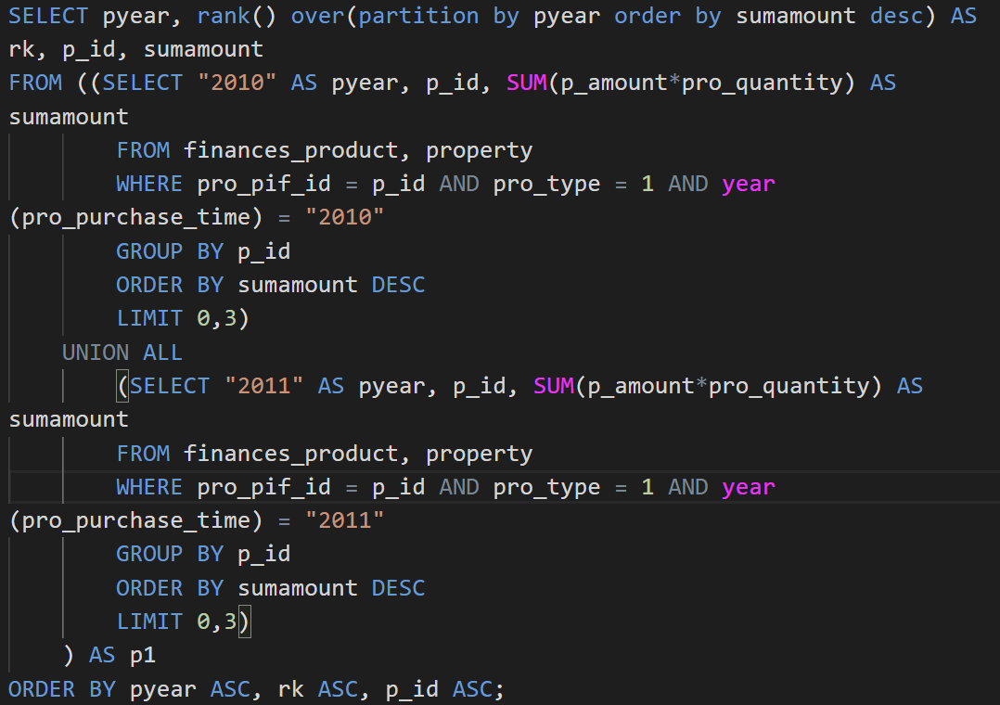 SELECT pyear, rank() over(partition by pyear order by sumamount desc) AS
rk, p_id, sumamount
FROM ((SELECT "2010" AS pyear, p_id, SUM(p_amount*pro_quantity) AS
sumamount
FROM finances_product, property
WHERE pro_pif_id = p_id AND pro_type = 1 AND year
(pro_purchase_time) = "2010"
GROUP BY p_id
ORDER BY sumamount DESC
LIMIT 0,3)
UNION ALL
(SELECT "2011" AS pyear, p_id, SUM(p_amount*pro_quantity) AS
sumamount
FROM finances_product, property
WHERE pro_pif_id = p_id AND pro_type = 1 AND year
(pro_purchase_time) = "2011"
GROUP BY p_id
ORDER BY sumamount DESC
LIMIT 0,3)
) AS p1
ORDER BY pyear ASC, rk ASC, p_id ASC;